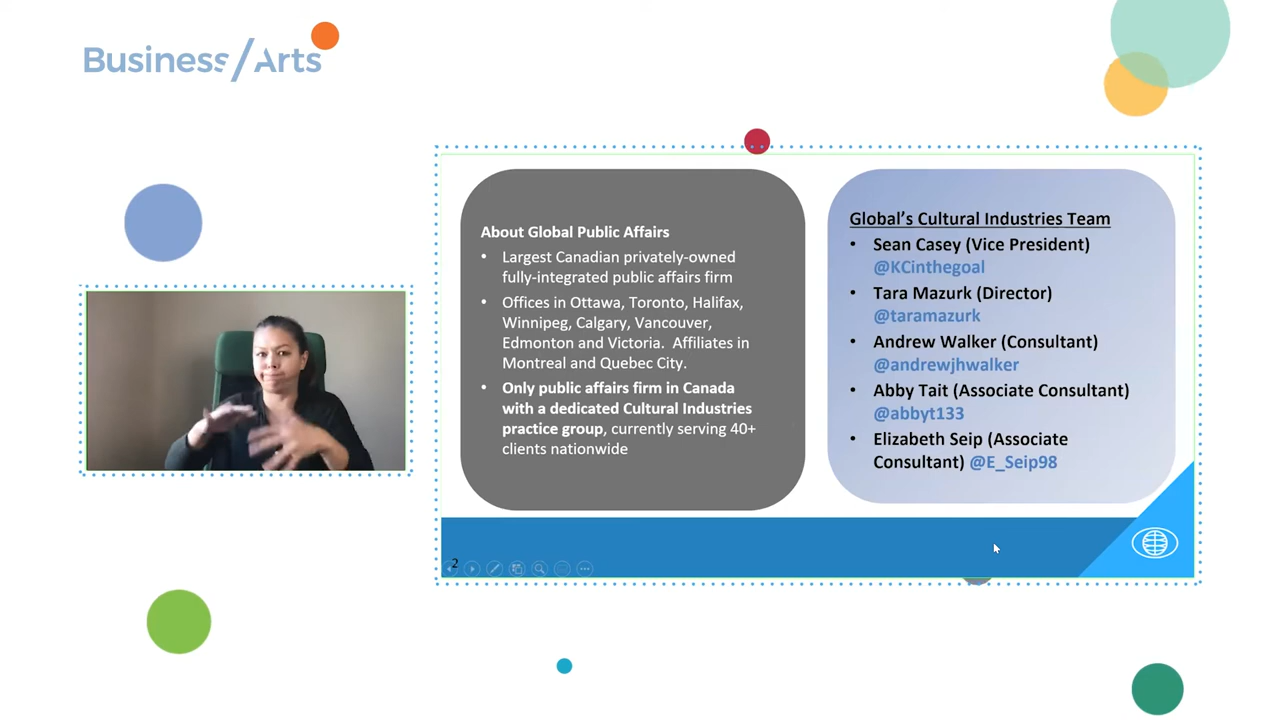 Business/Arts
About Global Public Affairs
• Largest Canadian privately-owned
fully-integrated public affairs firm
• Offices in Ottawa, Toronto, Halifax,
Winnipeg, Calgary, Vancouver,
Edmonton and Victoria.  Affiliates in
Montreal and Quebec City.
• Only public affairs firm in Canada
with a dedicated Cultural Industries
practice group, currently serving 40+
clients nationwide
Global's Cultural Industries Team
• Sean Casey (Vice President)
@KCinthegoal
• Tara Mazurk (Director)
@taramazurk
• Andrew Walker (Consultant)
@andrewjhwalker
• Abby Tait (Associate Consultant)
@abbyt133
• Elizabeth Seip (Associate
Consultant) @E_Seip98
2